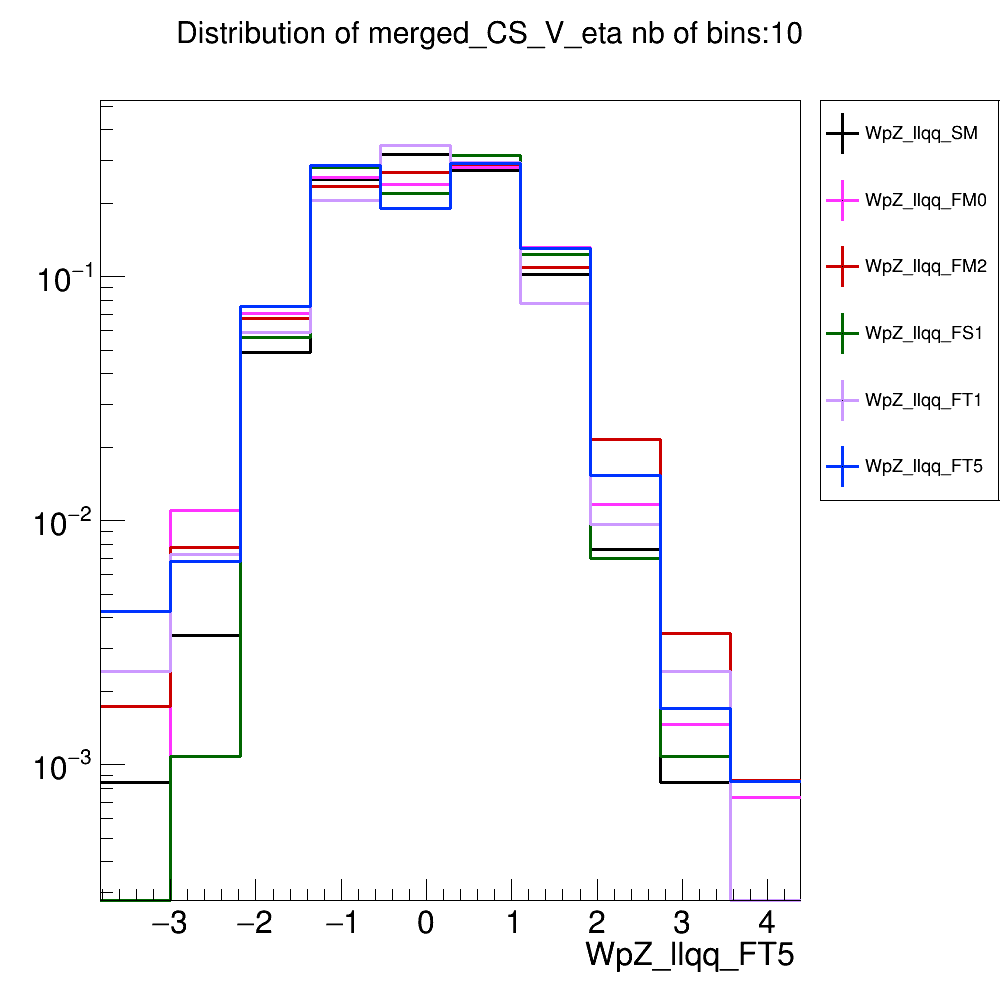 Distribution of merged_CS_V_eta nb of bins:10
WpZ_llqq_SM
WpZ_llqq_FM0
WpZ_llqq_FM2
WpZ_llqq_FS1
WpZ_llqq_FT1
WpZ_llqq_FT5
10⁻¹
10⁻²
10⁻³
−3 −2 −1 0 1 2 3 4
WpZ_llqq_FT5